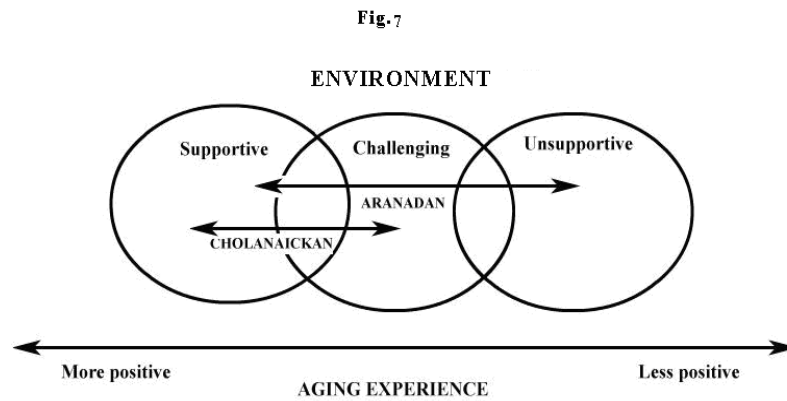 Fig.7
ENVIRONMENT
Supportive
Challenging
Unsupportive
ARANADAN
CHOLANAICKAN
More positive
Less positive
AGING EXPERIENCE